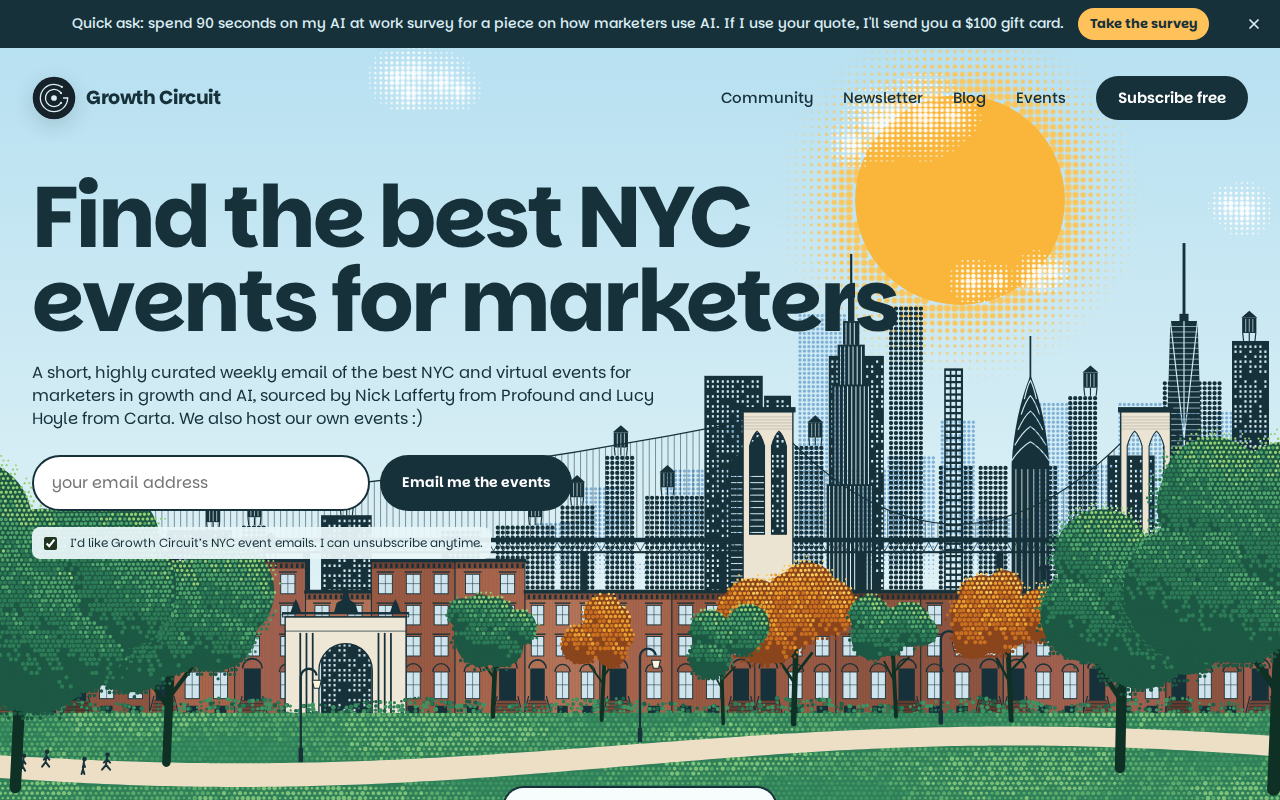 Quick ask: spend 90 seconds on my AI at work survey for a piece on how marketers use AI. If I use your quote, I'll send you a $100 gift card.
Take the survey
×
Growth Circuit
Community
Newsletter
Blog
Events
Subscribe free
Find the best NYC
events for marketers
A short, highly curated weekly email of the best NYC and virtual events for
marketers in growth and AI, sourced by Nick Lafferty from Profound and Lucy
Hoyle from Carta. We also host our own events :)
your email address
Email me the events
I'd like Growth Circuit's NYC event emails. I can unsubscribe anytime.